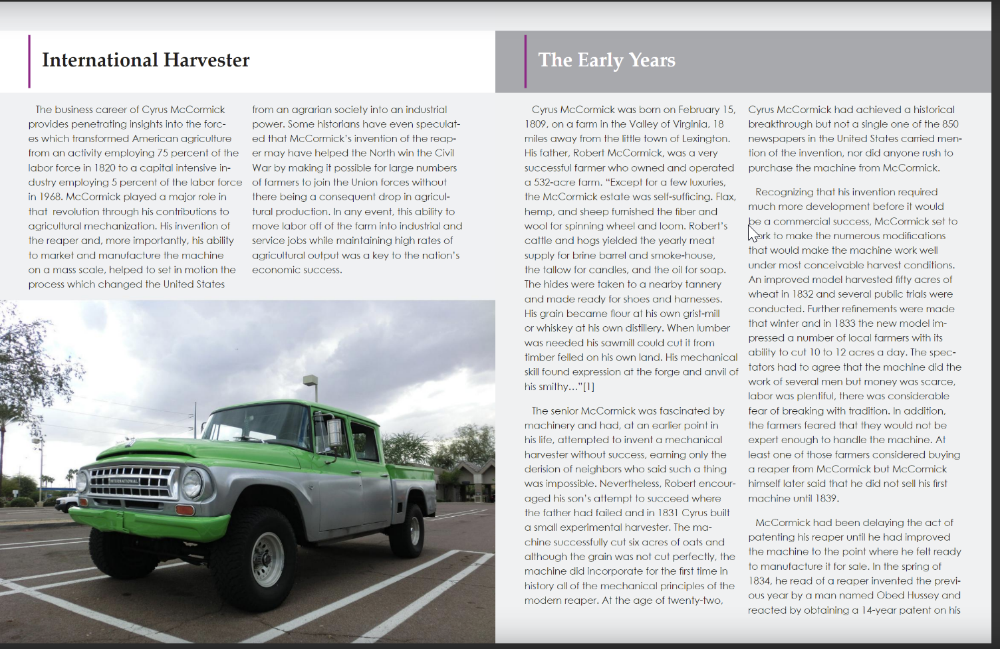 International Harvester
The business career of Cyrus McCormick
provides penetrating insights into the forc-
es which transformed American agriculture
from an activity employing 75 percent of the
labor force in 1820 to a capital intensive in-
dustry employing 5 percent of the labor force
in 1968. McCormick played a major role in
that  revolution through his contributions to
agricultural mechanization. His invention of
the reaper and, more importantly, his ability
to market and manufacture the machine
on a mass scale, helped to set in motion the
process which changed the United States
from an agrarian society into an industrial
power. Some historians have even speculat-
ed that McCormick's invention of the reap-
er may have helped the North win the Civil
War by making it possible for large numbers
of farmers to join the Union forces without
there being a consequent drop in agricul-
tural production. In any event, this ability to
move labor off of the farm into industrial and
service jobs while maintaining high rates of
agricultural output was a key to the nation's
economic success.
INTERNATIONAL
The Early Years
Cyrus McCormick was born on February 15,
1809, on a farm in the Valley of Virginia, 18
miles away from the little town of Lexington.
His father, Robert McCormick, was a very
successful farmer who owned and operated
a 532-acre farm. "Except for a few luxuries,
the McCormick estate was self-sufficing. Flax,
hemp, and sheep furnished the fiber and
wool for spinning wheel and loom. Robert's
cattle and hogs yielded the yearly meat
supply for brine barrel and smoke-house,
the tallow for candles, and the oil for soap.
The hides were taken to a nearby tannery
and made ready for shoes and harnesses.
His grain became flour at his own grist-mill
or whiskey at his own distillery. When lumber
was needed his sawmill could cut it from
timber felled on his own land. His mechanical
skill found expression at the forge and anvil of
his smithy..."[1]
The senior McCormick was fascinated by
machinery and had, at an earlier point in
his life, attempted to invent a mechanical
harvester without success, earning only the
derision of neighbors who said such a thing
was impossible. Nevertheless, Robert encour-
aged his son's attempt to succeed where
the father had failed and in 1831 Cyrus built
a small experimental harvester. The ma-
chine successfully cut six acres of oats and
although the grain was not cut perfectly, the
machine did incorporate for the first time in
history all of the mechanical principles of the
modern reaper. At the age of twenty-two,
Cyrus McCormick had achieved a historical
breakthrough but not a single one of the 850
newspapers in the United States carried men-
tion of the invention, nor did anyone rush to
purchase the machine from McCormick.
Recognizing that his invention required
much more development before it would
be a commercial success, McCormick set to
work to make the numerous modifications
that would make the machine work well
under most conceivable harvest conditions.
An improved model harvested fifty acres of
wheat in 1832 and several public trials were
conducted. Further refinements were made
that winter and in 1833 the new model im-
pressed a number of local farmers with its
ability to cut 10 to 12 acres a day. The spec-
tators had to agree that the machine did the
work of several men but money was scarce,
labor was plentiful, there was considerable
fear of breaking with tradition. In addition,
the farmers feared that they would not be
expert enough to handle the machine. At
least one of those farmers considered buying
a reaper from McCormick but McCormick
himself later said that he did not sell his first
machine until 1839.
McCormick had been delaying the act of
patenting his reaper until he had improved
the machine to the point where he felt ready
to manufacture it for sale. In the spring of
1834, he read of a reaper invented the previ-
ous year by a man named Obed Hussey and
reacted by obtaining a 14-year patent on his